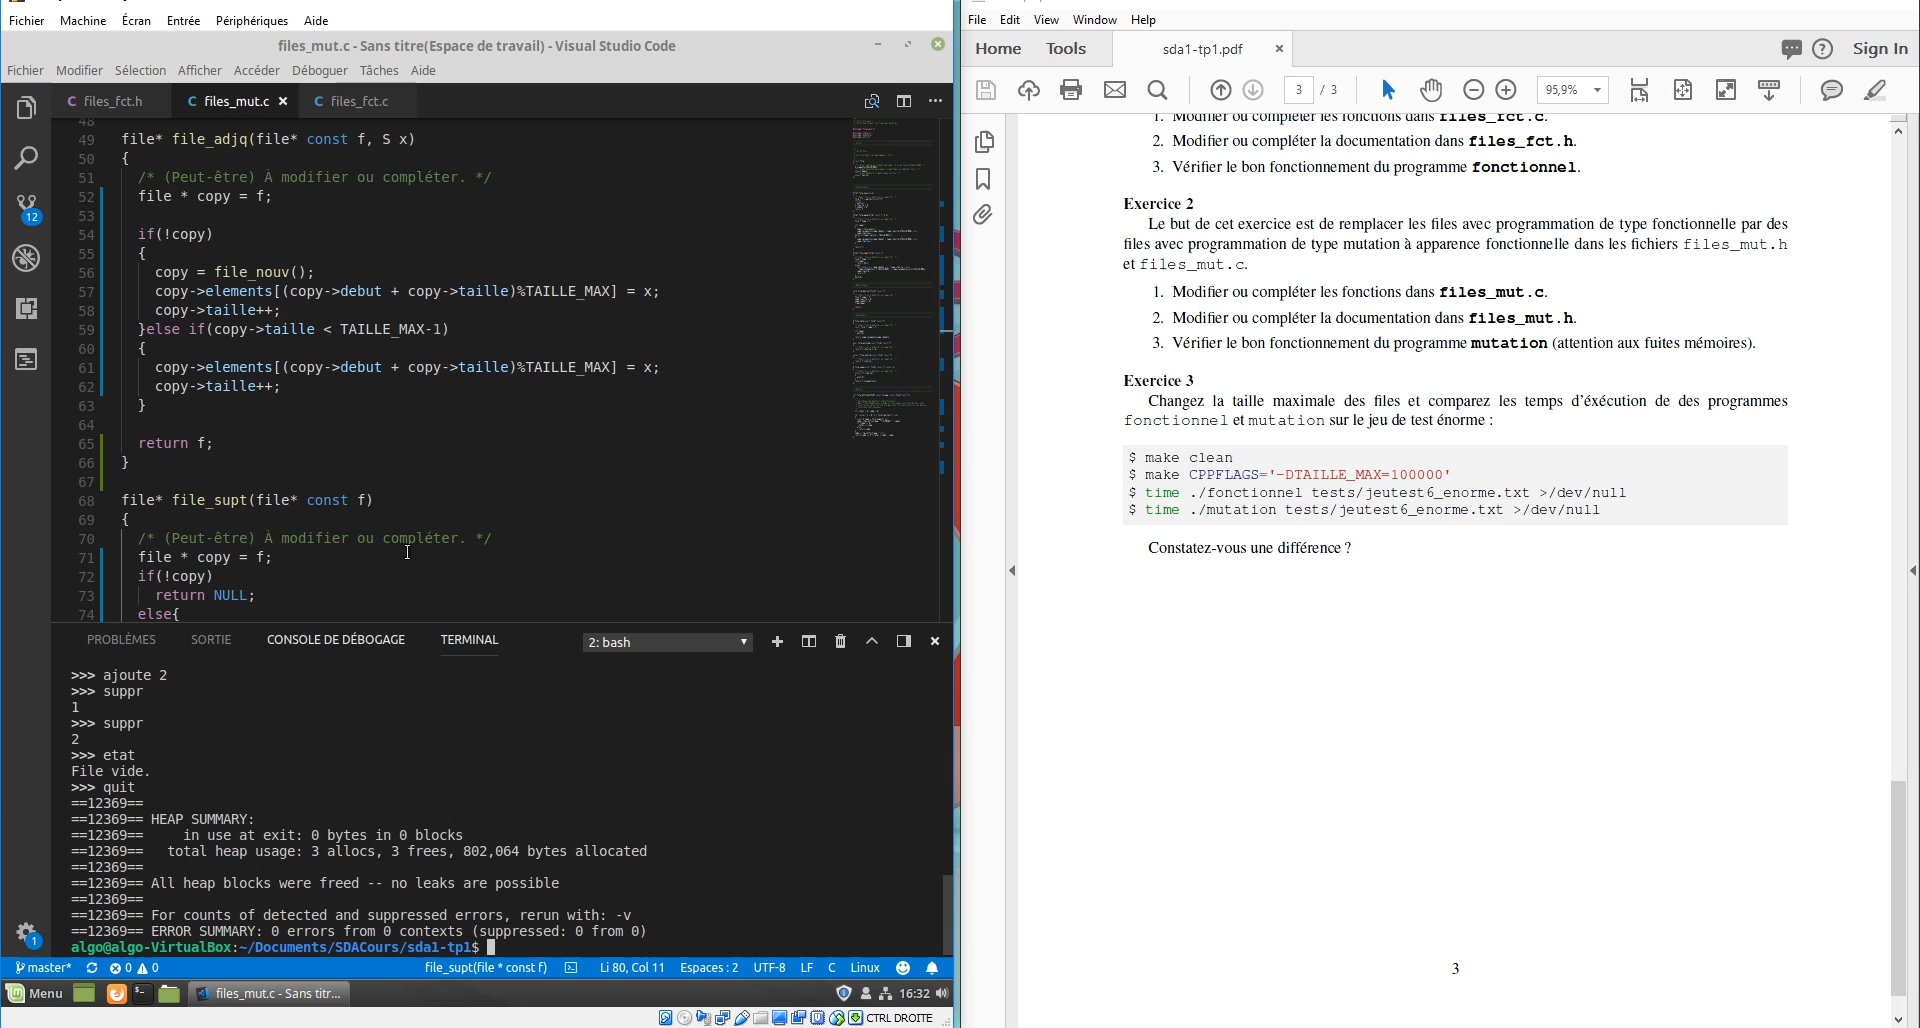 Fichier Machine Écran Entrée Périphériques Aide
files_mut.c - Sans titre(Espace de travail) - Visual Studio Code
Fichier Modifier Sélection Afficher Accéder Déboguer Tâches Aide
C files_fct.h C files_mut.c × C files_fct.c
48
49 file* file_adjq(file* const f, S x)
50 {
51 /* (Peut-être) À modifier ou compléter. */
52 file * copy = f;
53
54 if(!copy)
55 {
56 copy = file_nouv();
57 copy->elements[(copy->debut + copy->taille)%TAILLE_MAX] = x;
58 copy->taille++;
59 }else if(copy->taille < TAILLE_MAX-1)
60 {
61 copy->elements[(copy->debut + copy->taille)%TAILLE_MAX] = x;
62 copy->taille++;
63 }
64
65 return f;
66 }
67
68 file* file_supt(file* const f)
69 {
70 /* (Peut-être) À modifier ou compléter. */
71 file * copy = f;
72 if(!copy)
73 return NULL;
74 else{
12
1
PROBLÈMES SORTIE CONSOLE DE DÉBOGAGE TERMINAL 2: bash
>>> ajoute 2
>>> suppr
1
>>> suppr
2
>>> etat
File vide.
>>> quit
==12369==
==12369== HEAP SUMMARY:
==12369==     in use at exit: 0 bytes in 0 blocks
==12369==   total heap usage: 3 allocs, 3 frees, 802,064 bytes allocated
==12369==
==12369== All heap blocks were freed -- no leaks are possible
==12369==
==12369== For counts of detected and suppressed errors, rerun with: -v
==12369== ERROR SUMMARY: 0 errors from 0 contexts (suppressed: 0 from 0)
algo@algo-VirtualBox:~/Documents/SDACours/sda1-tp1$
master* 0 0 file_supt(file * const f) Li 80, Col 11 Espaces : 2 UTF-8 LF C Linux
Menu files_mut.c - Sans titr... 16:32
CTRL DROITE
File Edit View Window Help
Home Tools sda1-tp1.pdf × Sign In
3 / 3 95,9%
1. Modifier ou compléter les fonctions dans files_fct.c.
2. Modifier ou compléter la documentation dans files_fct.h.
3. Vérifier le bon fonctionnement du programme fonctionnel.
Exercice 2
Le but de cet exercice est de remplacer les files avec programmation de type fonctionnelle par des
files avec programmation de type mutation à apparence fonctionnelle dans les fichiers files_mut.h
et files_mut.c.
1. Modifier ou compléter les fonctions dans files_mut.c.
2. Modifier ou compléter la documentation dans files_mut.h.
3. Vérifier le bon fonctionnement du programme mutation (attention aux fuites mémoires).
Exercice 3
Changez la taille maximale des files et comparez les temps d'éxécution de des programmes
fonctionnel et mutation sur le jeu de test énorme :
$ make clean
$ make CPPFLAGS='-DTAILLE_MAX=100000'
$ time ./fonctionnel tests/jeutest6_enorme.txt >/dev/null
$ time ./mutation tests/jeutest6_enorme.txt >/dev/null
Constatez-vous une différence ?
3